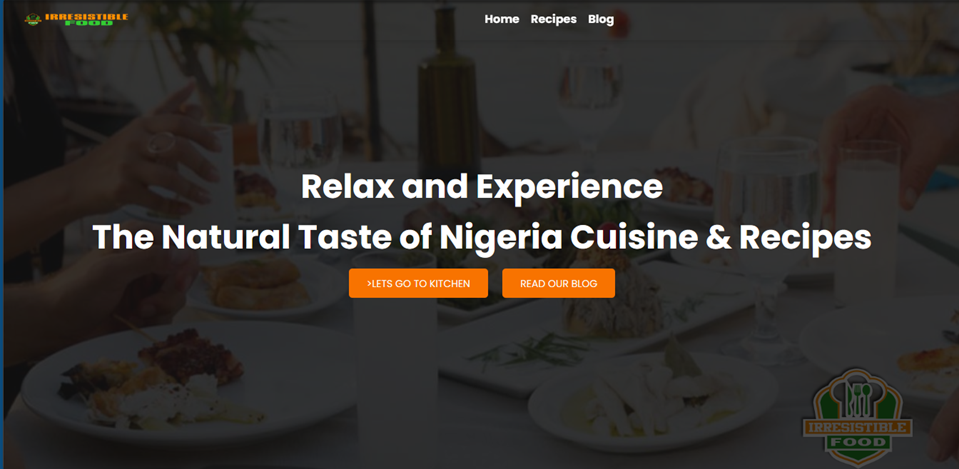 IRRESISTIBLE
FOOD
Home Recipes Blog
Relax and Experience
The Natural Taste of Nigeria Cuisine & Recipes
>LETS GO TO KITCHEN READ OUR BLOG
IRRESISTIBLE
FOOD